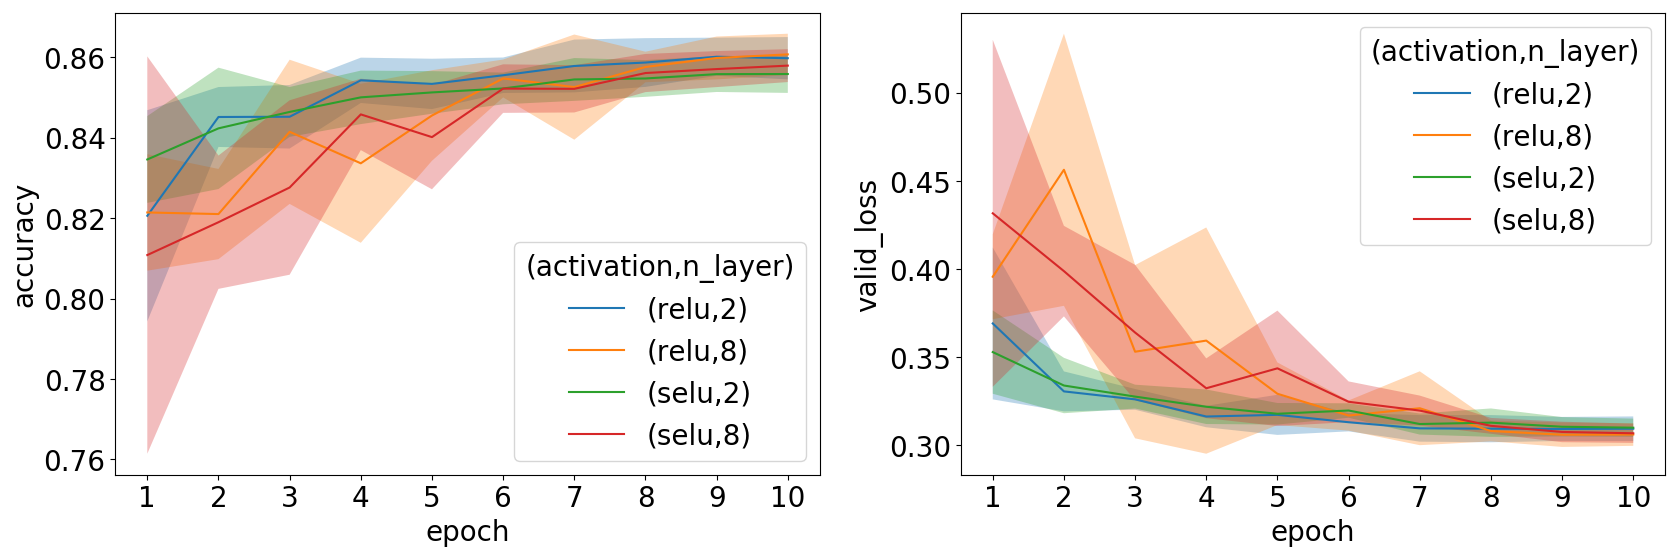 0.86
0.84
0.82
0.80
0.78
0.76
accuracy
1 2 3 4 5 6 7 8 9 10
epoch
(activation,n_layer)
(relu,2)
(relu,8)
(selu,2)
(selu,8)
0.50
0.45
0.40
0.35
0.30
valid_loss
1 2 3 4 5 6 7 8 9 10
epoch
(activation,n_layer)
(relu,2)
(relu,8)
(selu,2)
(selu,8)